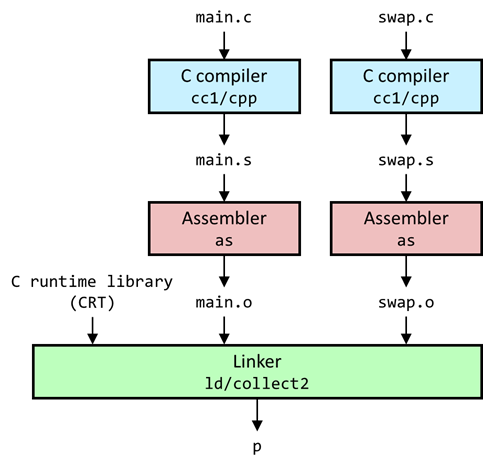 main.c
swap.c
C compiler
cc1/cpp
C compiler
cc1/cpp
main.s
swap.s
Assembler
as
Assembler
as
C runtime library
(CRT)
main.o
swap.o
Linker
ld/collect2
p